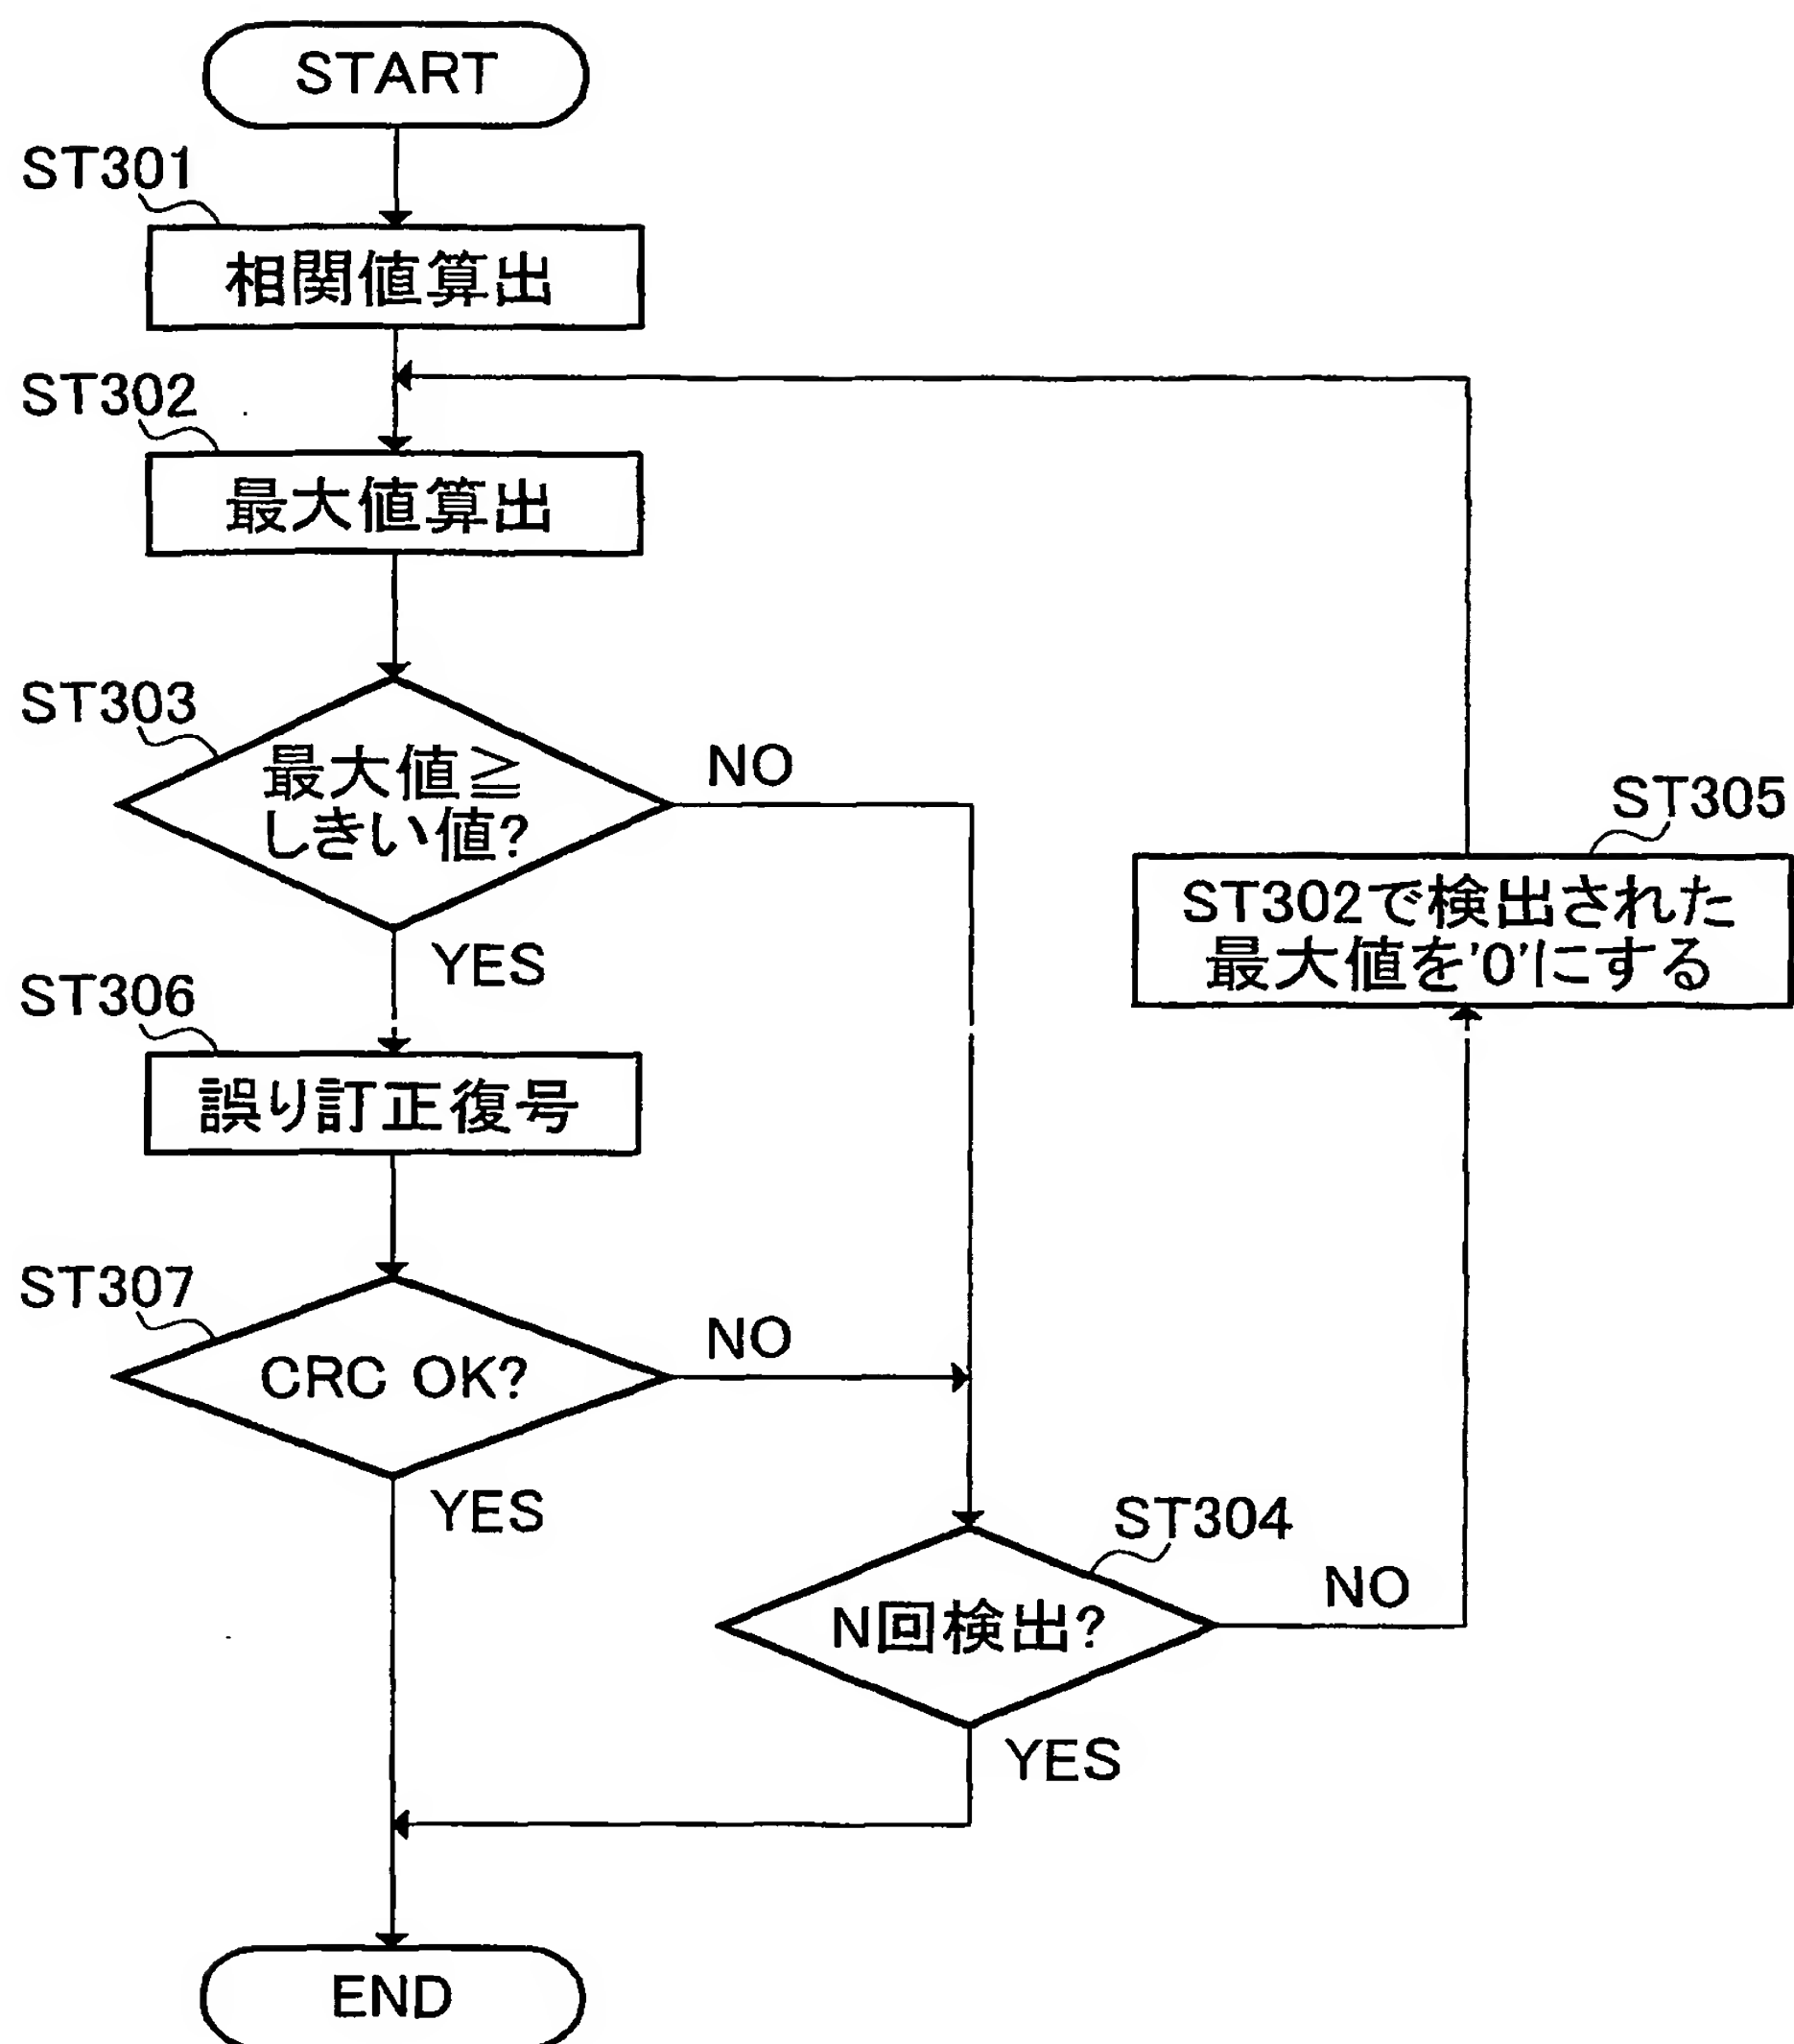 START
ST301
相関値算出
ST302
最大値算出
ST303
最大値≧
しきい値?
NO
YES
ST305
ST302で検出された
最大値を'0'にする
ST306
誤り訂正復号
ST307
CRC OK?
NO
YES
ST304
N回検出?
NO
YES
END